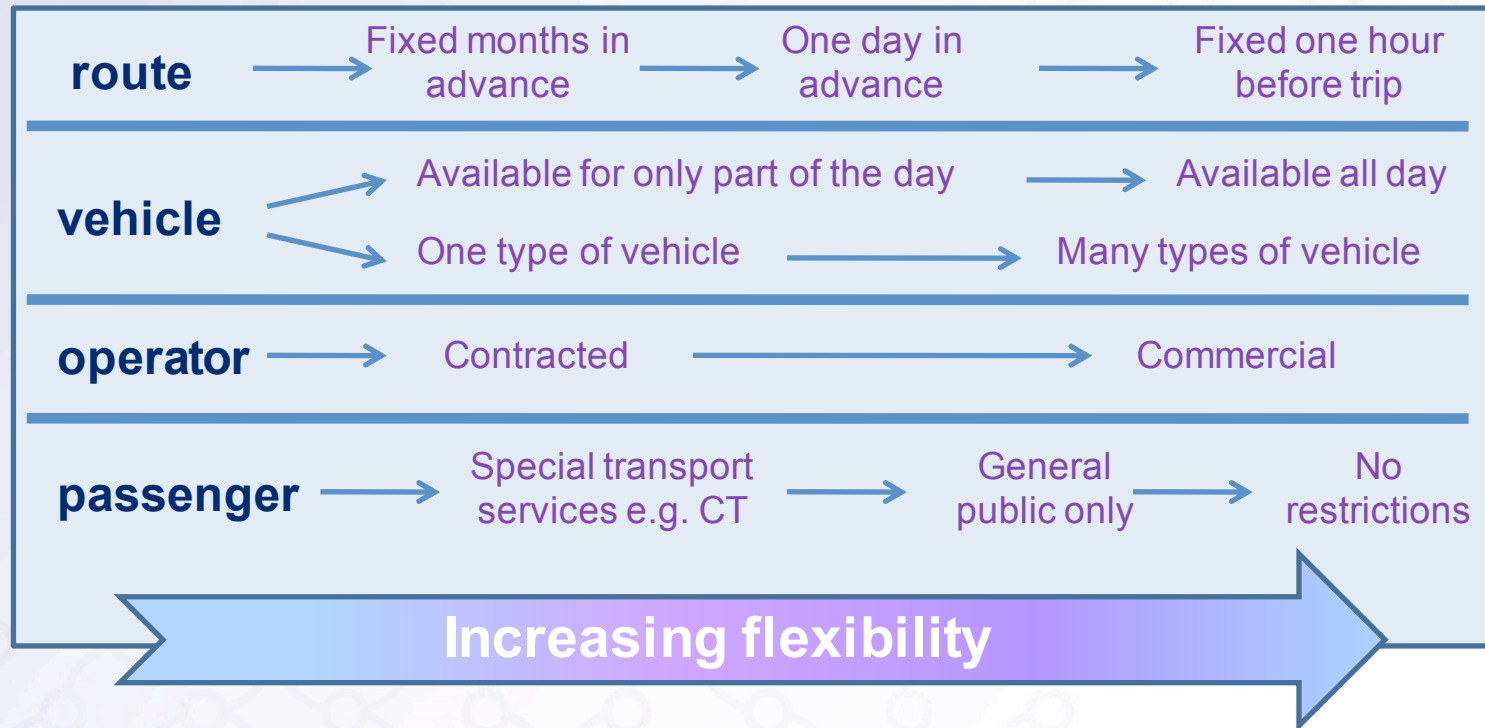 route
Fixed months in
advance
One day in
advance
Fixed one hour
before trip
vehicle
Available for only part of the day
Available all day
One type of vehicle
Many types of vehicle
operator
Contracted
Commercial
passenger
Special transport
services e.g. CT
General
public only
No
restrictions
Increasing flexibility